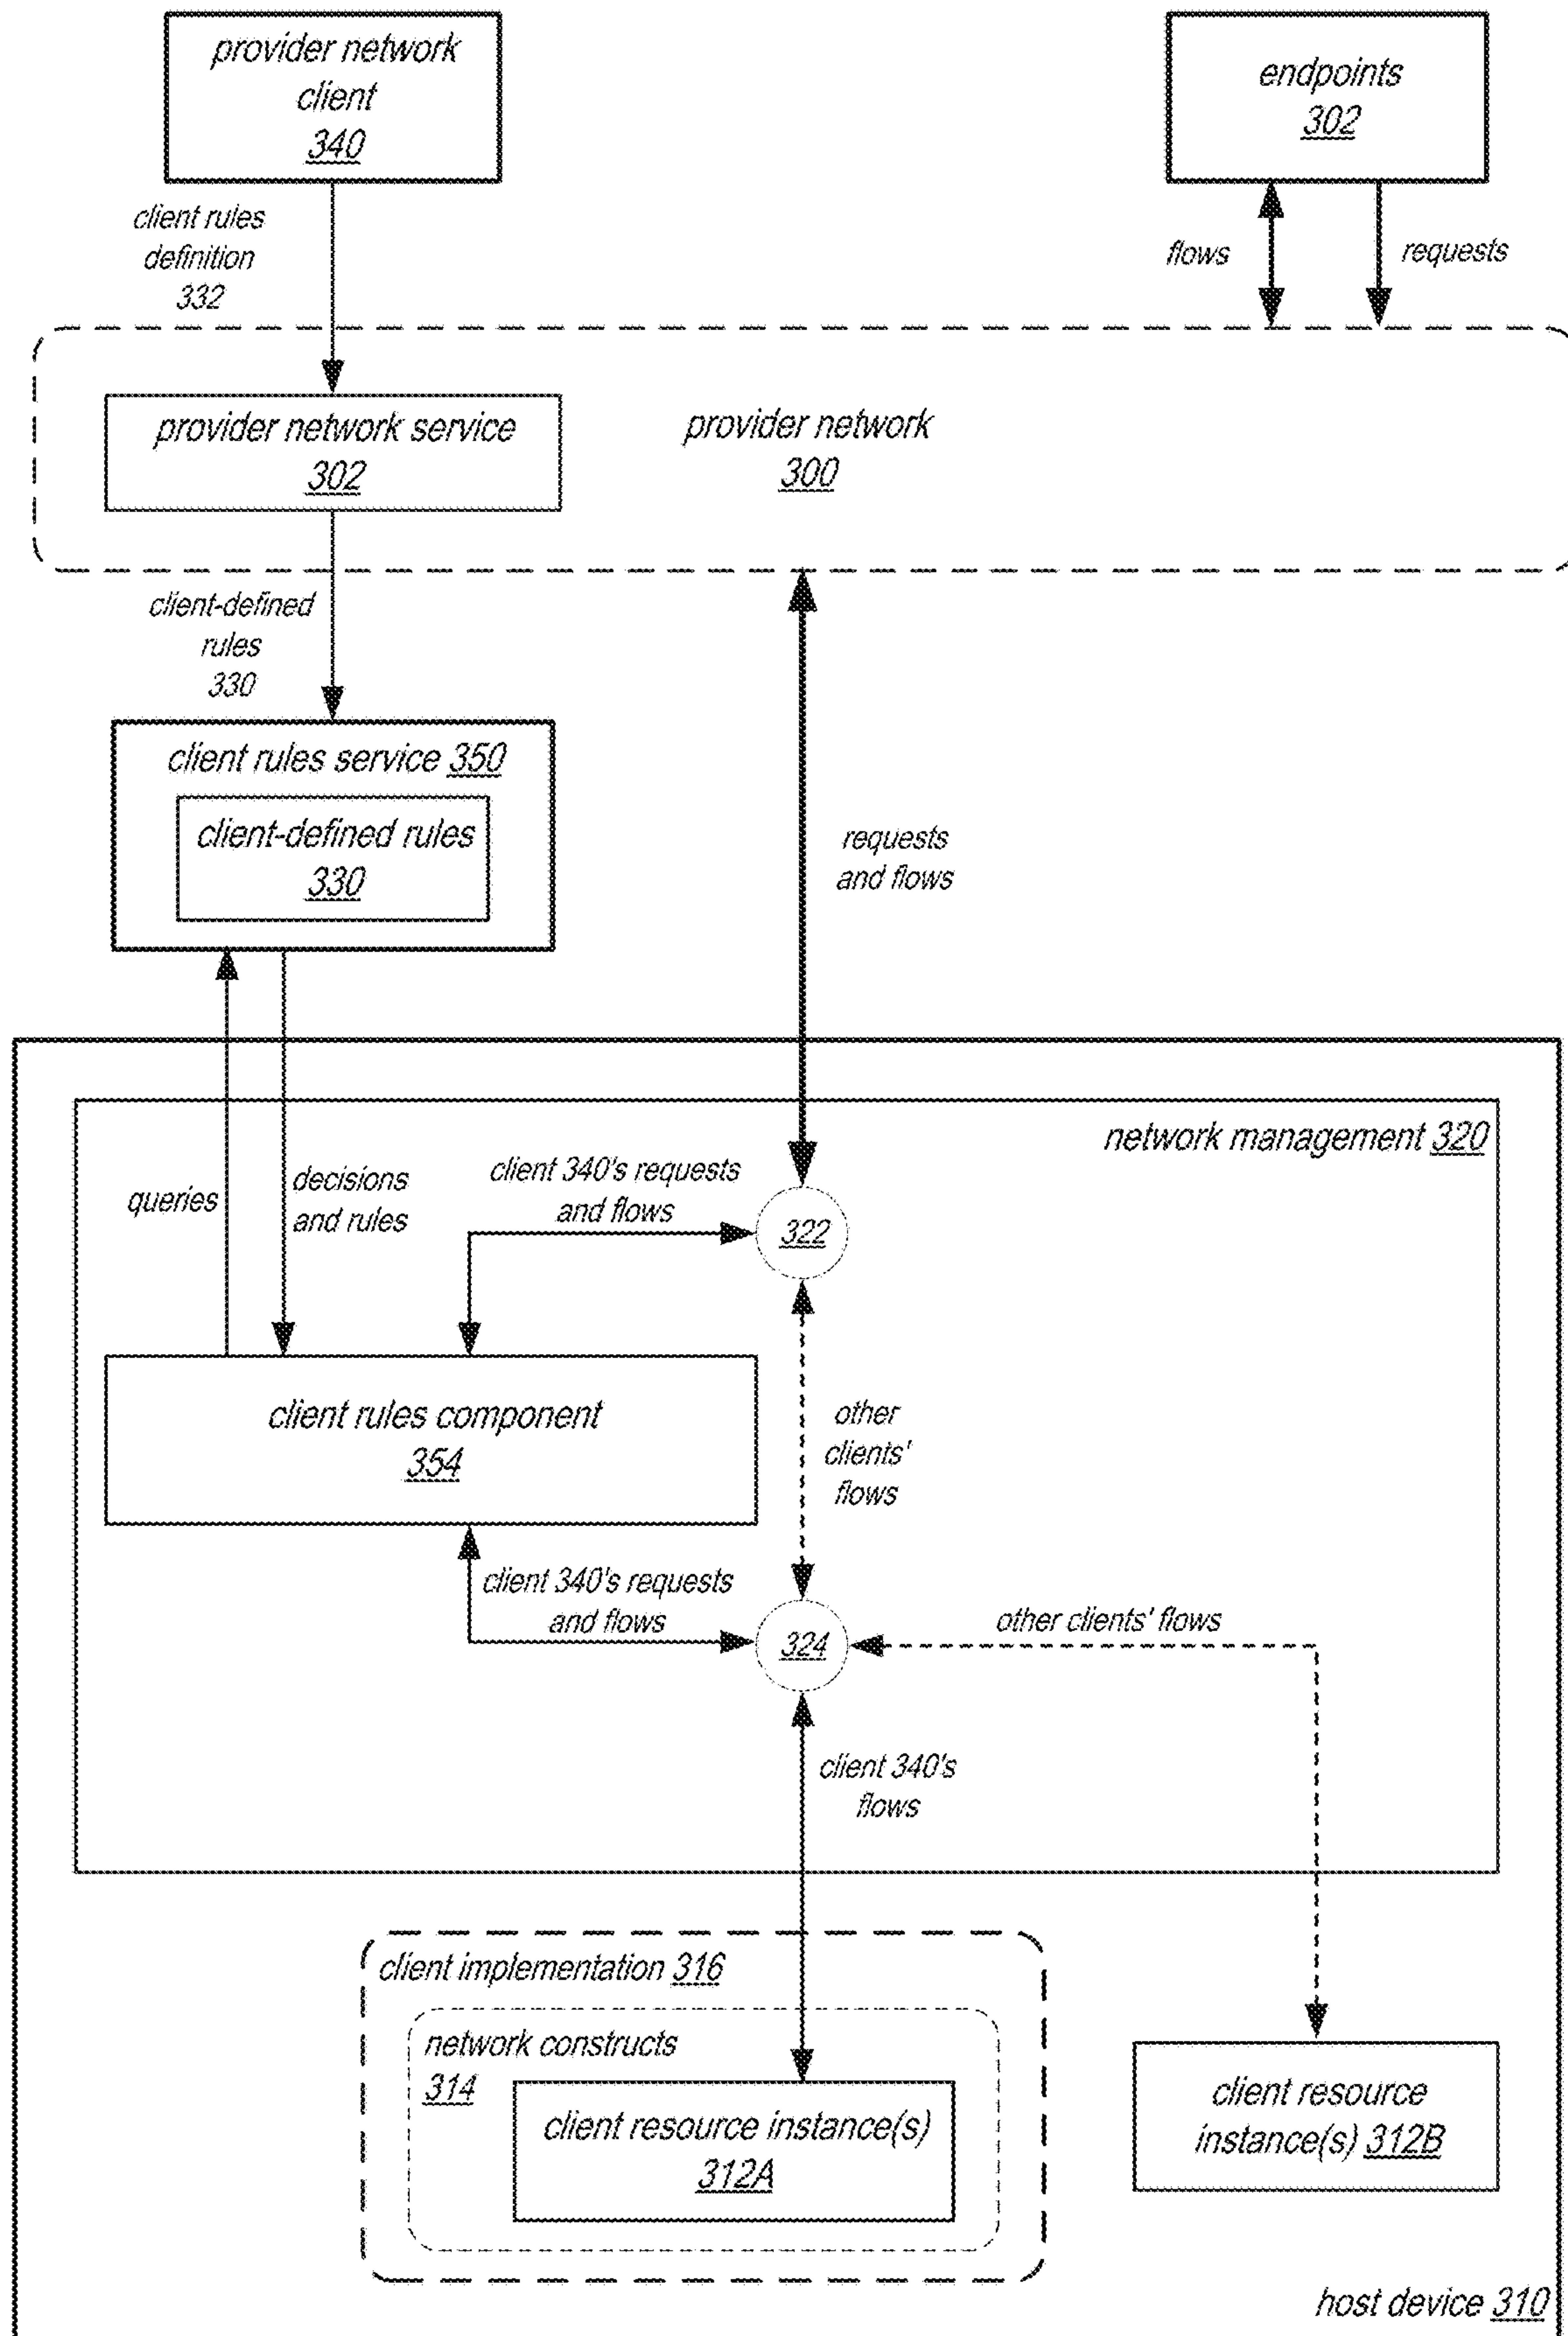 provider network
client
340
endpoints
302
client rules
definition
332
flows
requests
provider network service
302
provider network
300
client-defined
rules
330
client rules service 350
client-defined rules
330
requests
and flows
network management 320
queries
decisions
and rules
client 340's requests
and flows
322
client rules component
354
other
clients'
flows
client 340's requests
and flows
324
other clients' flows
client 340's
flows
client implementation 316
network constructs
314
client resource instance(s)
312A
client resource
instance(s) 312B
host device 310